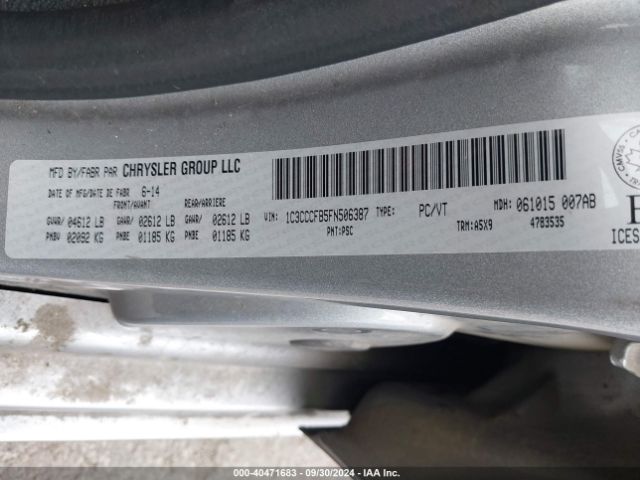 MFD BY/FABR PAR CHRYSLER GROUP LLC
DATE OF MFG/DATE DE FABR 6-14
FRONT/AVANT REAR/ARRIERE
GVWR/04612 LB GAWR/02612 LB GAWR/02612 LB
PNBV 02092 KG PNBE 01185 KG PNBE 01185 KG
VIN: 1C3CCCFB5FN506387 TYPE: PC/VT MDH: 061015 007AB
PNT:PSC TRM:A5X9 4783535
CMVSS
ICES
000-40471683 - 09/30/2024 - IAA Inc.